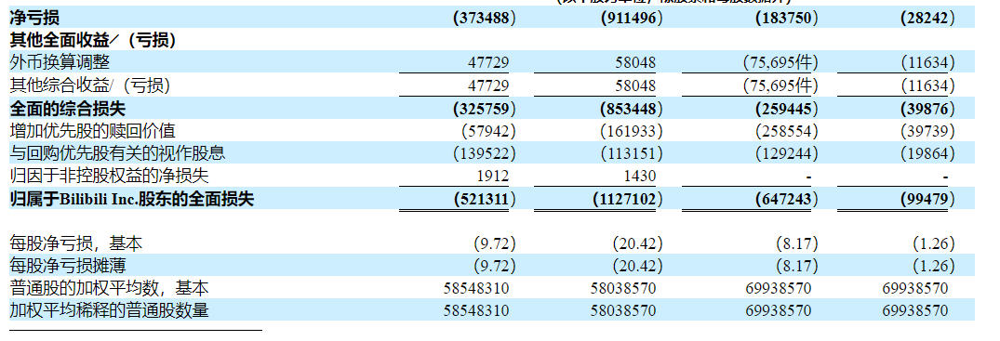 净亏损 (373488) (911496) (183750) (28242)
其他全面收益/（亏损）
外币换算调整 47729 58048 (75,695件) (11634)
其他综合收益/（亏损） 47729 58048 (75,695件) (11634)
全面的综合损失 (325759) (853448) (259445) (39876)
增加优先股的赎回价值 (57942) (161933) (258554) (39739)
与回购优先股有关的视作股息 (139522) (113151) (129244) (19864)
归因于非控股权益的净损失 1912 1430 - -
归属于Bilibili Inc.股东的全面损失 (521311) (1127102) (647243) (99479)
每股净亏损，基本 (9.72) (20.42) (8.17) (1.26)
每股净亏损摊薄 (9.72) (20.42) (8.17) (1.26)
普通股的加权平均数，基本 58548310 58038570 69938570 69938570
加权平均稀释的普通股数量 58548310 58038570 69938570 69938570